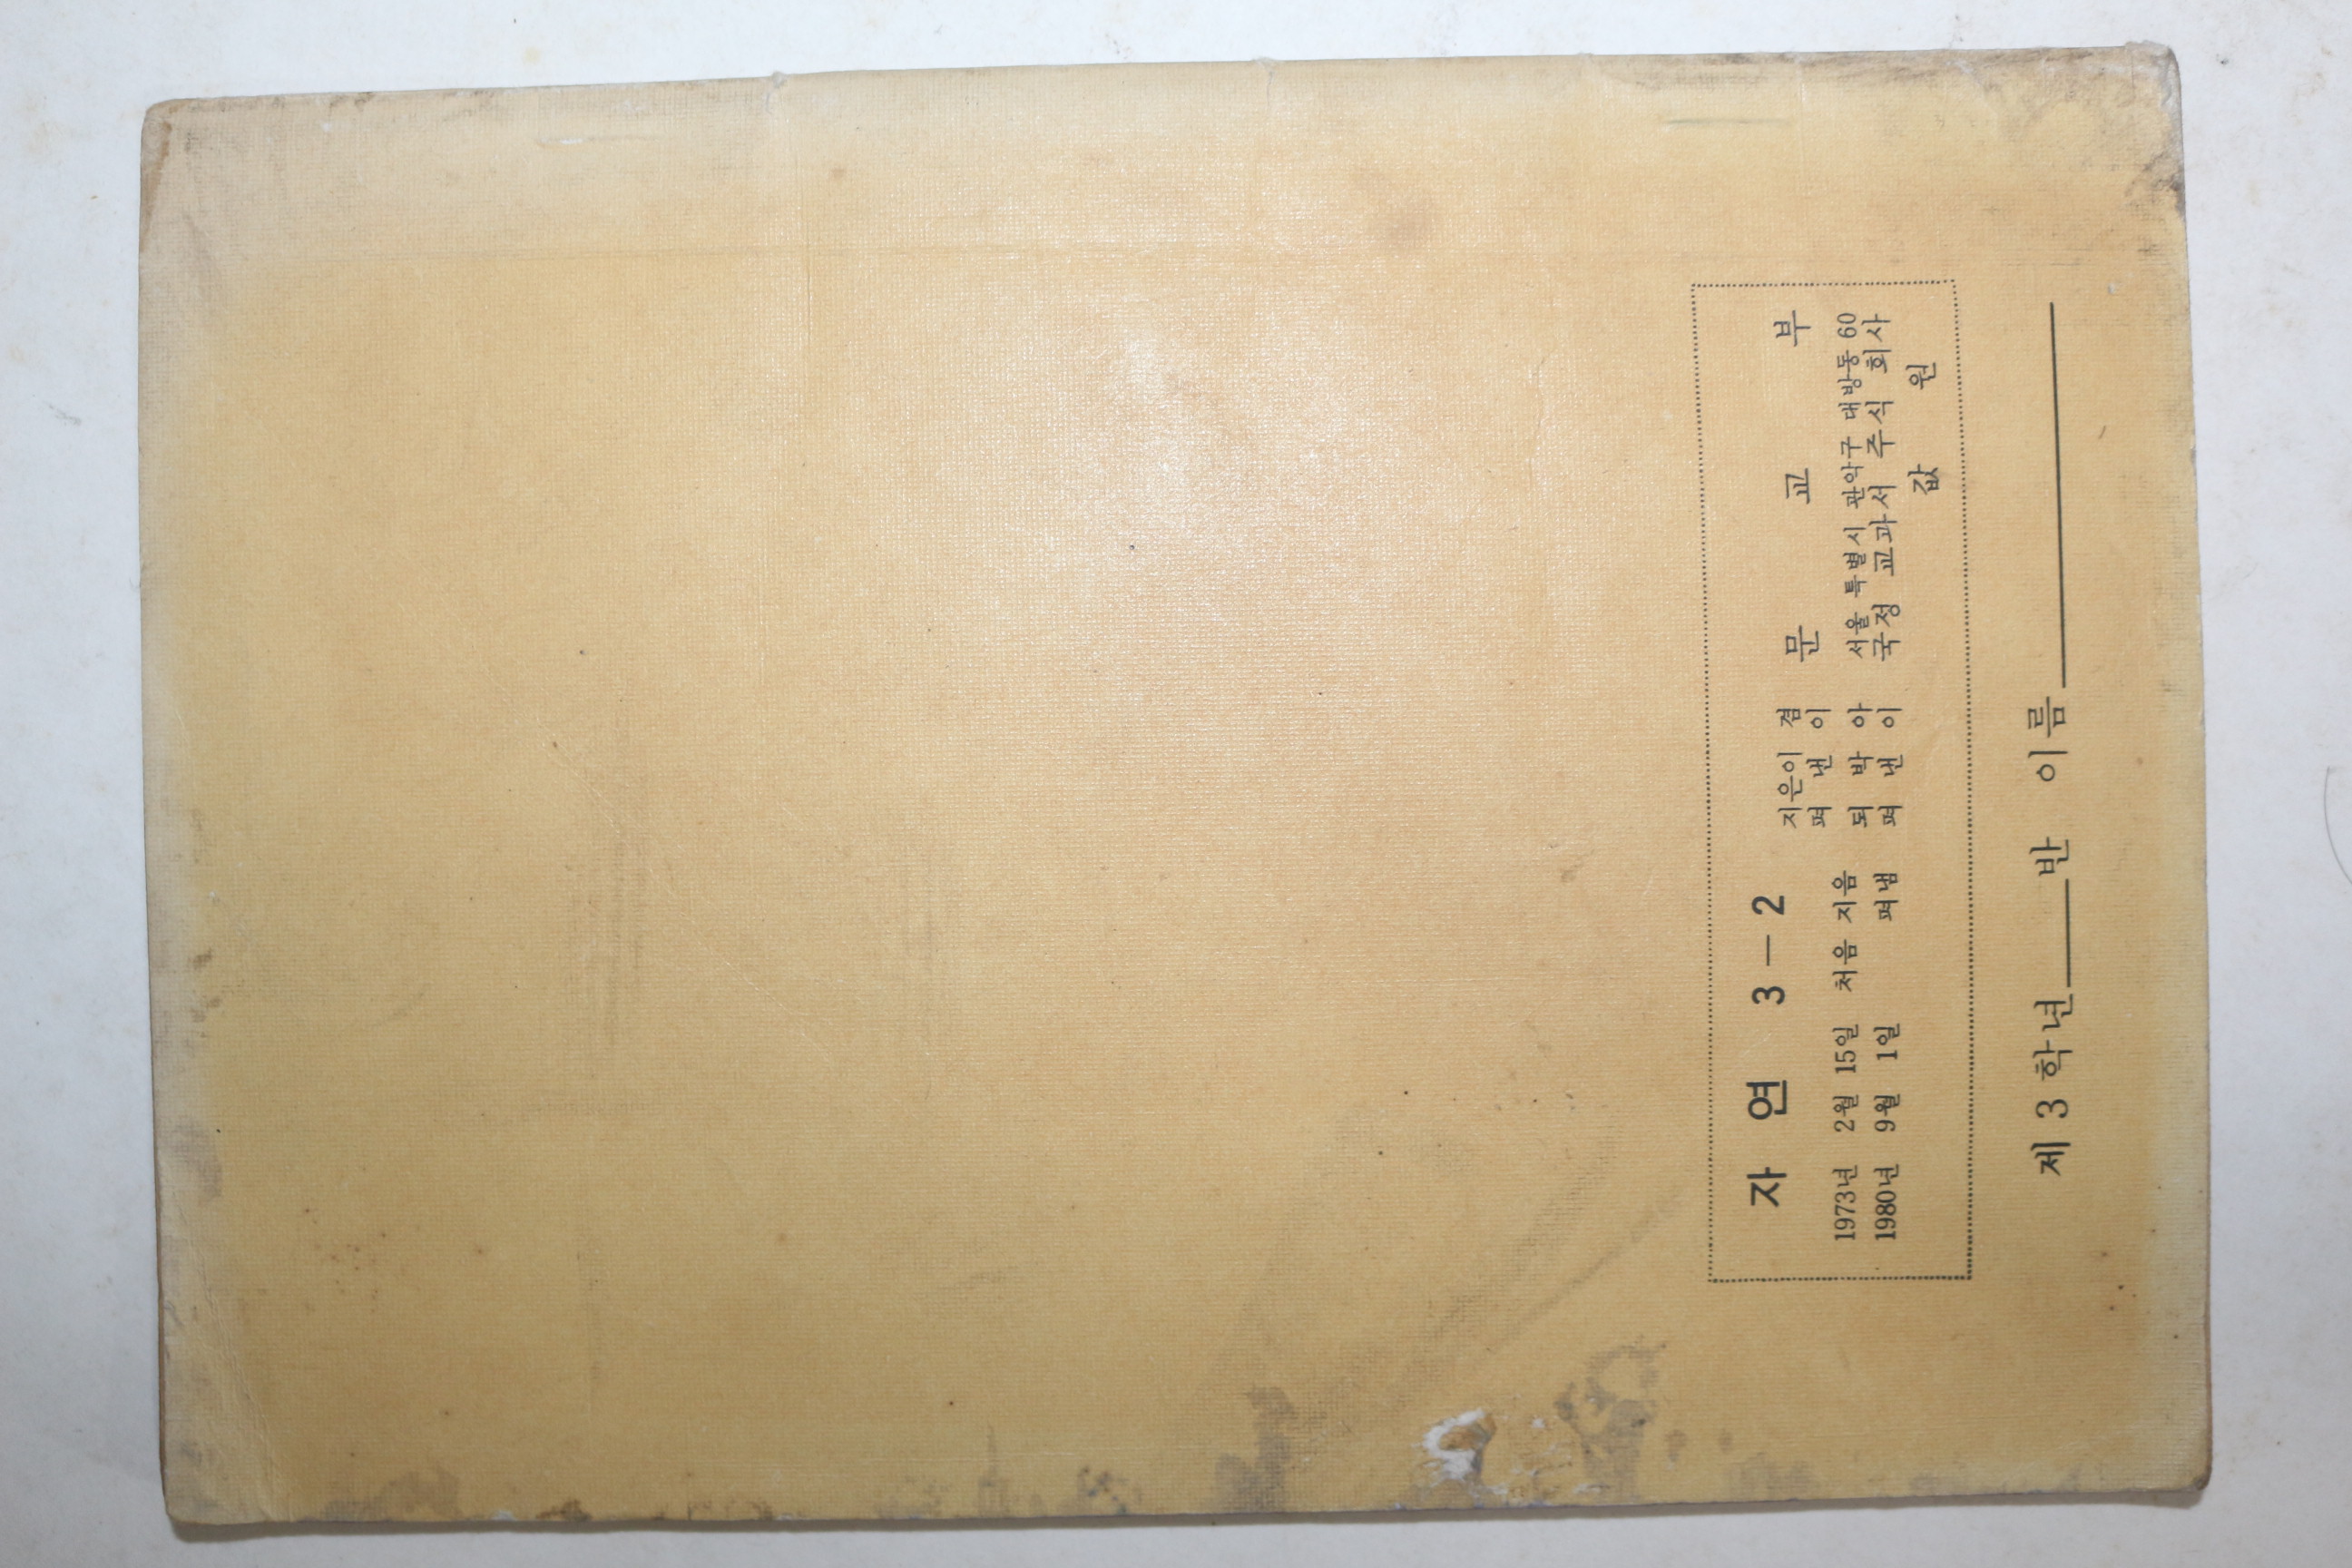 자 연 3-2
1973년 2월 15일 처음 지음
1980년 9월 1일 펴냄
지은이 겸
펴 낸 이
문 교 부
되 박 아
펴 낸 이
서울 특별시 관악구 대방동 60
국정 교과서 주식 회사
값 원
제 3 학년 반 이름